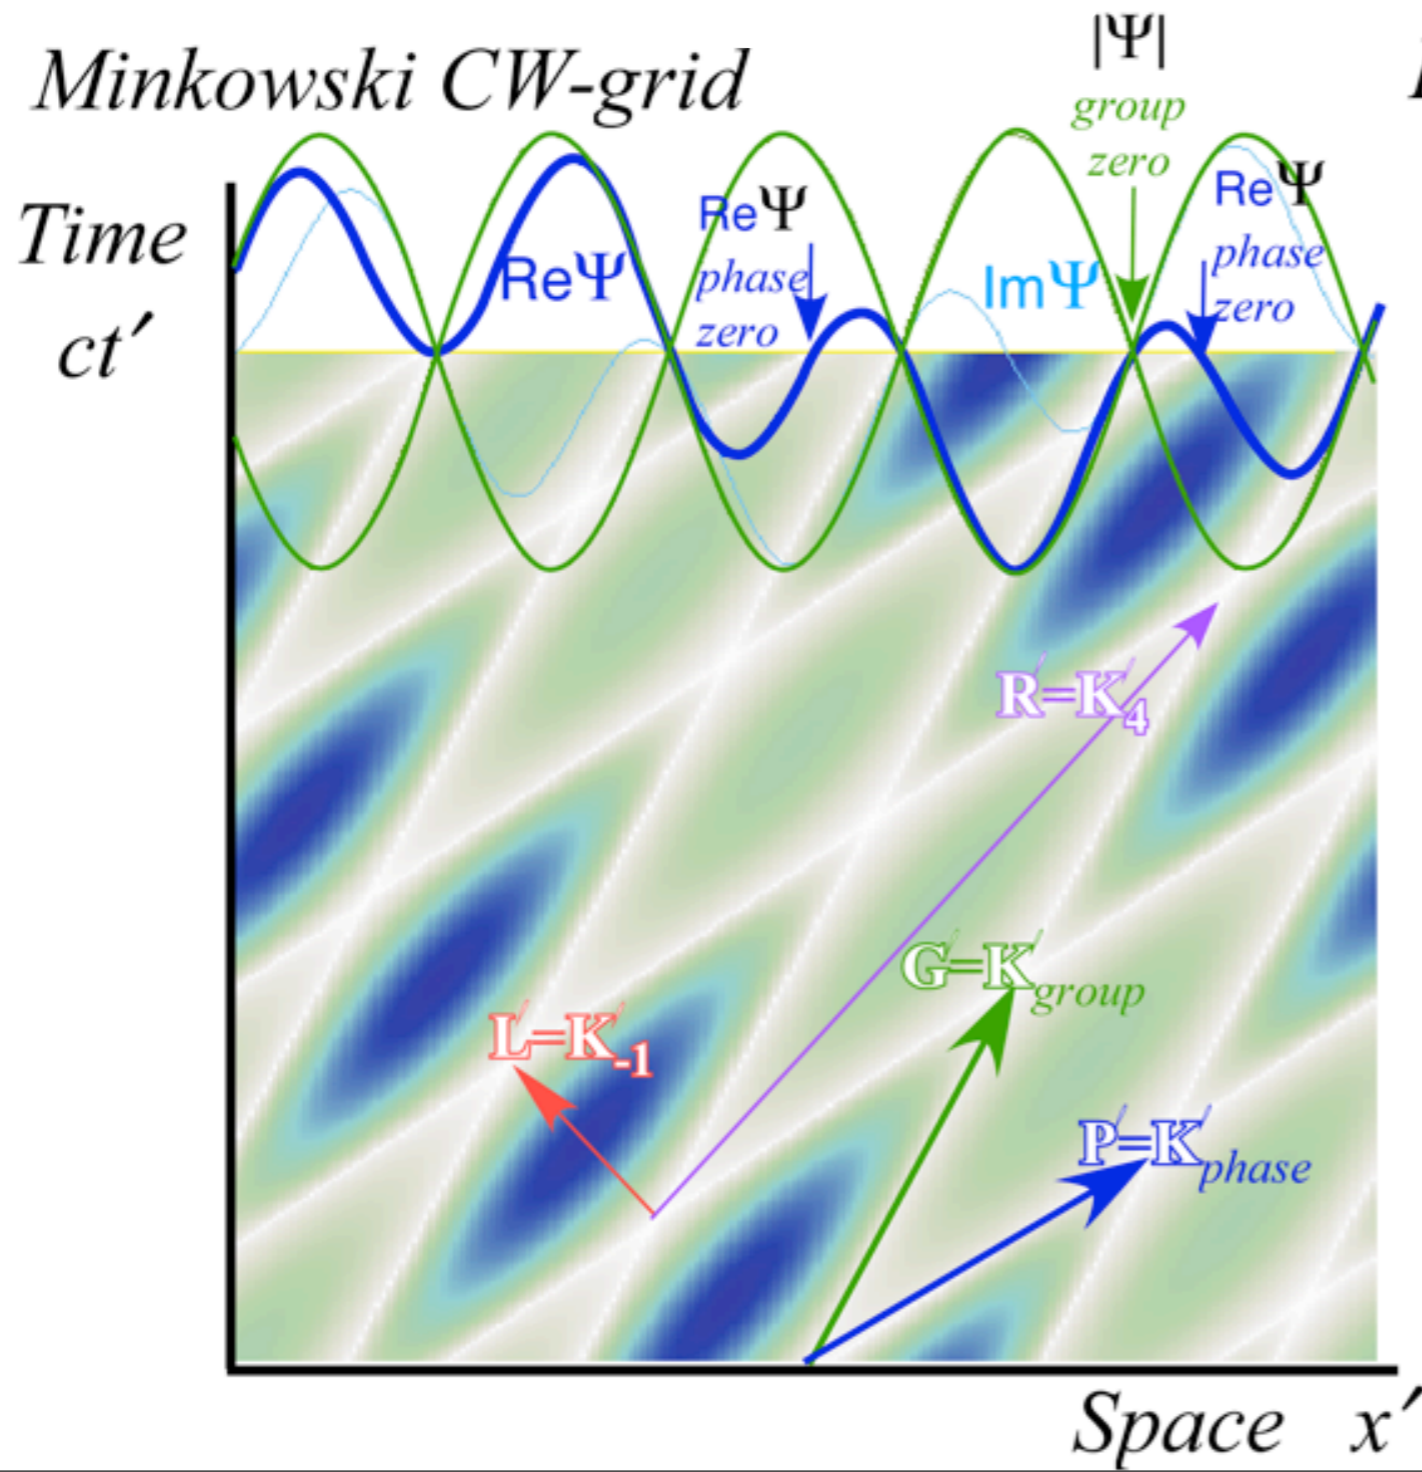 Minkowski CW-grid
|Ψ|
group
zero
Time
ct′
ReΨ
ReΨ
phase
zero
ImΨ
ReΨ
phase
zero
R′=K′4
G′=K′group
L′=K′-1
P′=K′phase
Space x′